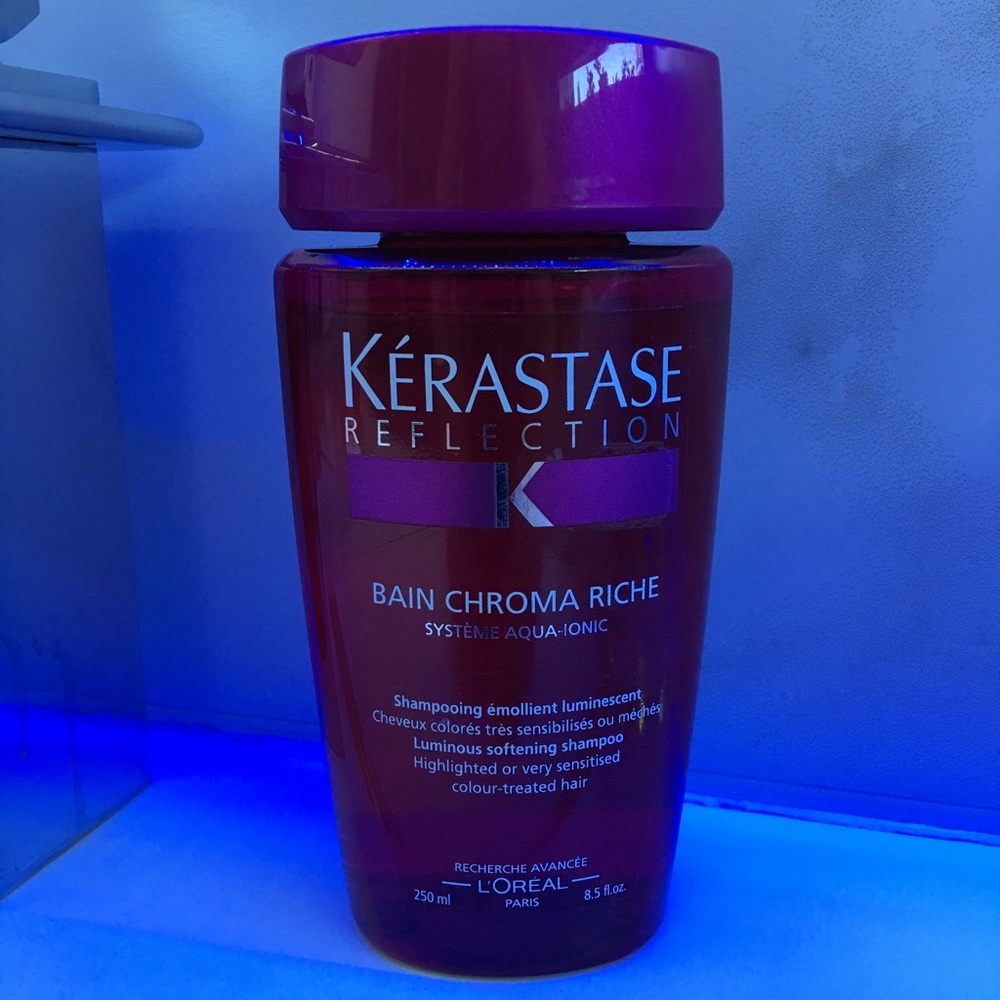 KÉRASTASE
REFLECTION
K
BAIN CHROMA RICHE
SYSTÈME AQUA-IONIC
Shampooing émollient luminescent
Cheveux colorés très sensibilisés ou méchés
Luminous softening shampoo
Highlighted or very sensitised
colour-treated hair
RECHERCHE AVANCÉE
L'ORÉAL
PARIS
250 ml 8.5 fl.oz.